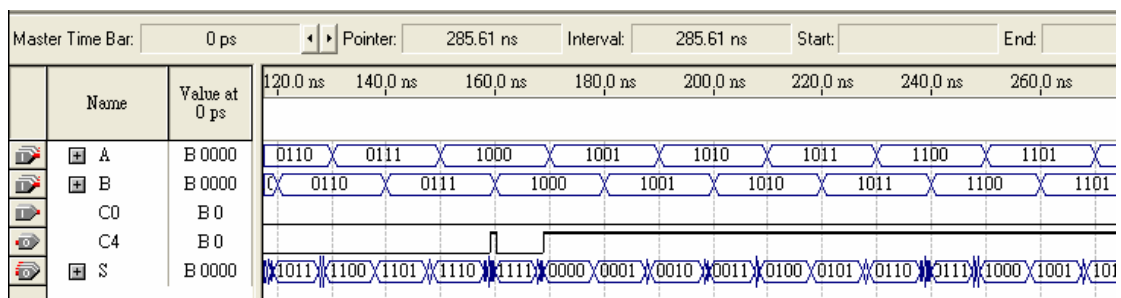 Master Time Bar: 0 ps Pointer: 285.61 ns Interval: 285.61 ns Start: End:
Name Value at 0 ps 120.0 ns 140.0 ns 160.0 ns 180.0 ns 200.0 ns 220.0 ns 240.0 ns 260.0 ns
A B 0000 0110 0111 1000 1001 1010 1011 1100 1101
B B 0000 0110 0111 1000 1001 1010 1011 1100 1101
C0 B 0
C4 B 0
S B 0000 1011 1100 1101 1110 1111 0000 0001 0010 0011 0100 0101 0110 0111 1000 1001 101